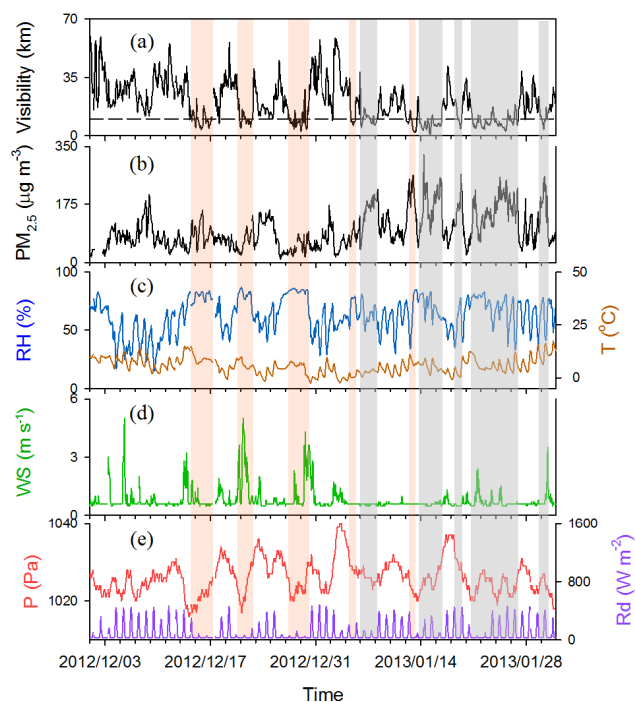 70
(a)
Visibility (km)
35
0
350
(b)
PM2.5 (μg m-3)
175
0
100
50
(c)
RH (%)
50
25
T (oC)
0
0
6
(d)
WS (m s-1)
3
0
1040
1600
(e)
P (Pa)
800
Rd (W m-2)
1020
0
2012/12/03 2012/12/17 2012/12/31 2013/01/14 2013/01/28
Time